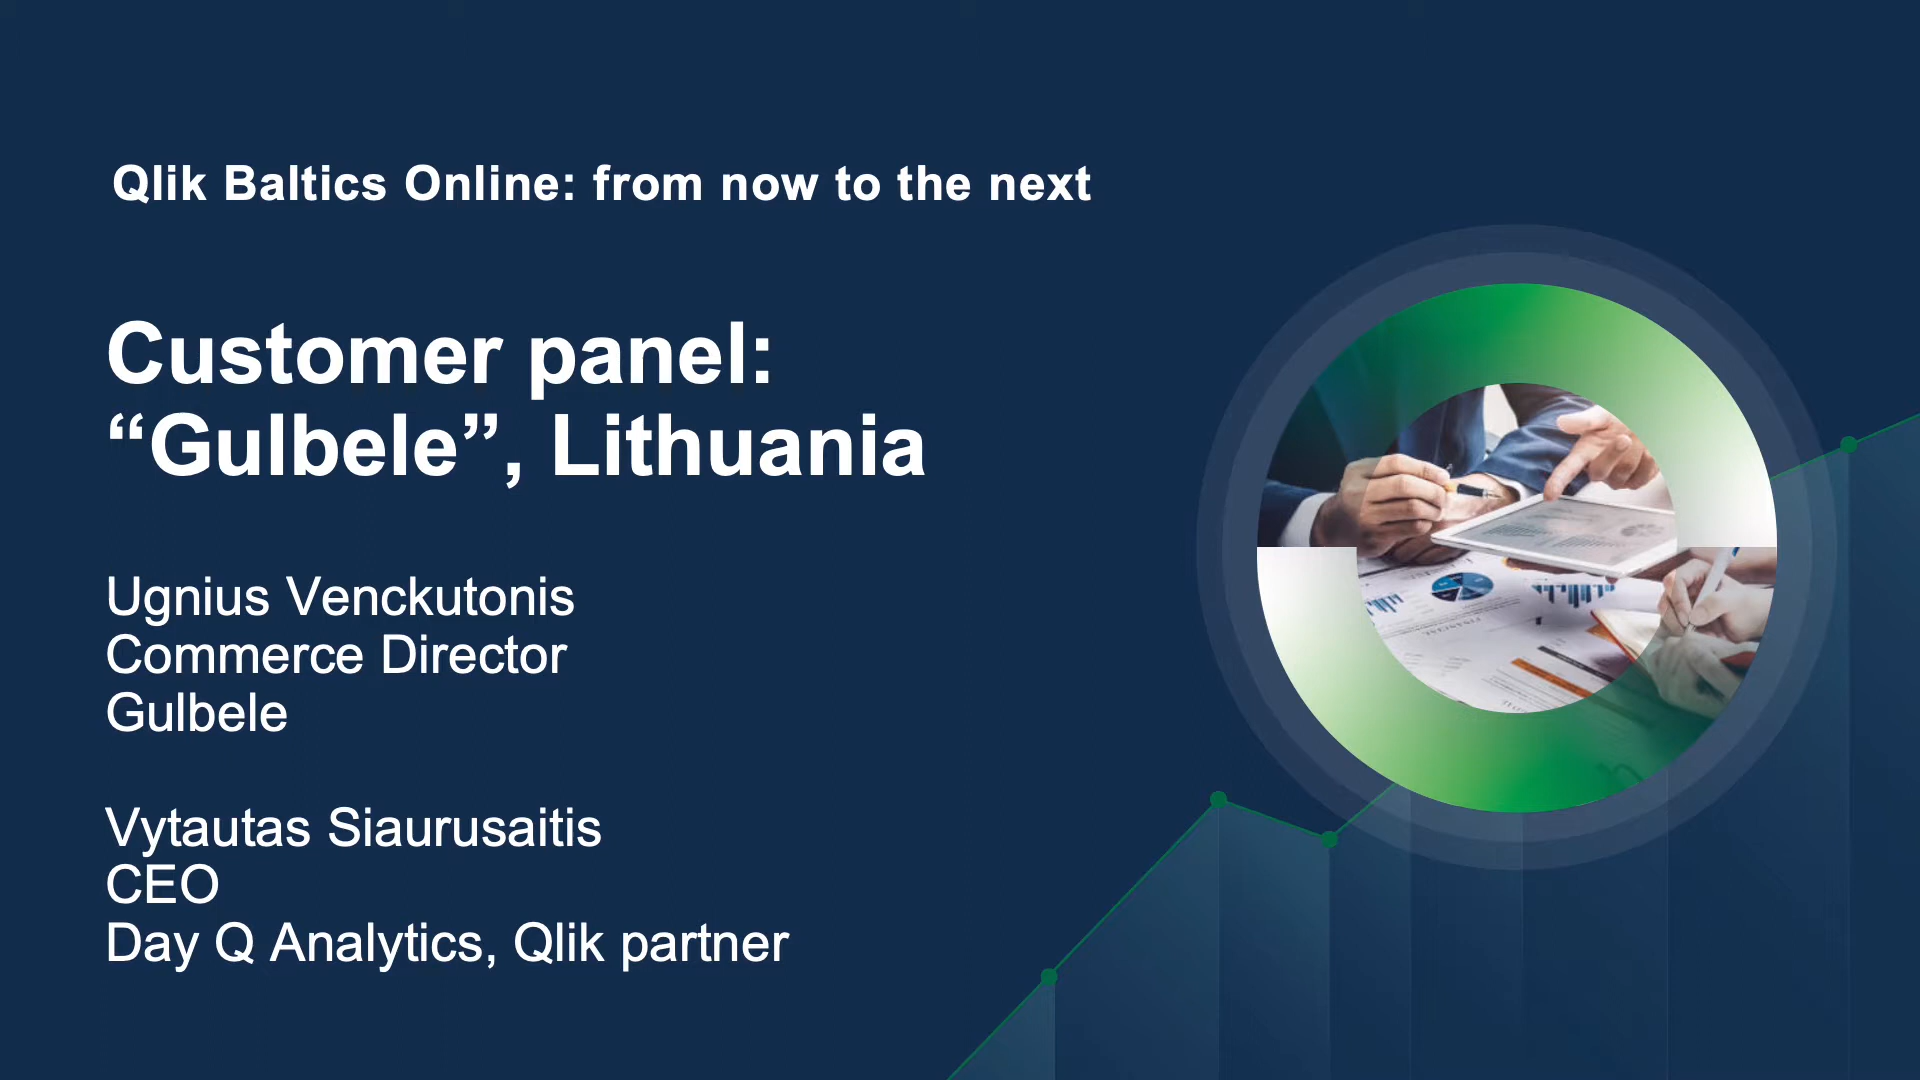 Qlik Baltics Online: from now to the next
Customer panel:
“Gulbele”, Lithuania
Ugnius Venckutonis
Commerce Director
Gulbele
Vytautas Siaurusaitis
CEO
Day Q Analytics, Qlik partner